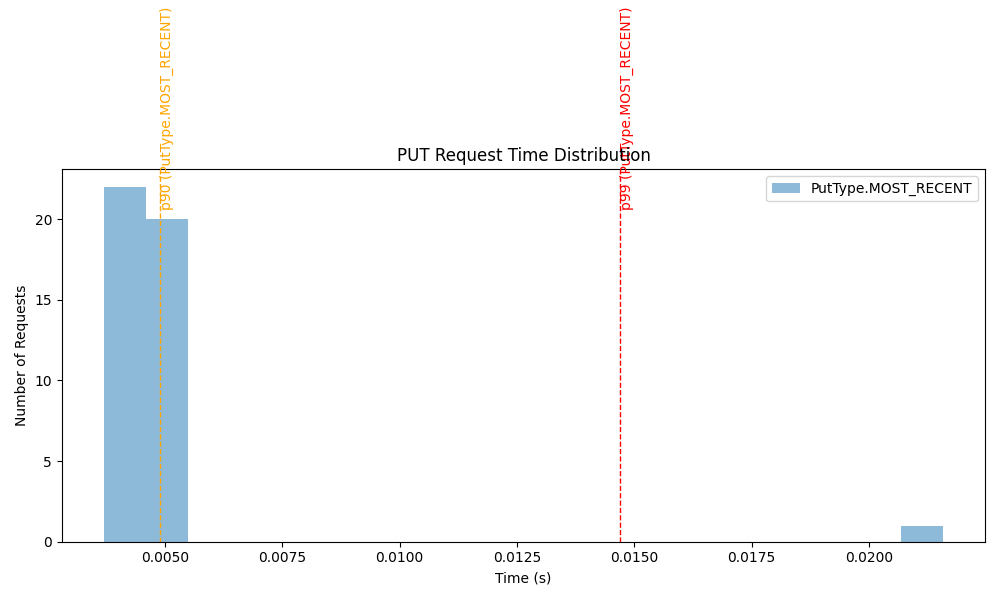 p90 (PutType.MOST_RECENT)
p99 (PutType.MOST_RECENT)
PUT Request Time Distribution
PutType.MOST_RECENT
Number of Requests
20
15
10
5
0
0.0050
0.0075
0.0100
0.0125
0.0150
0.0175
0.0200
Time (s)